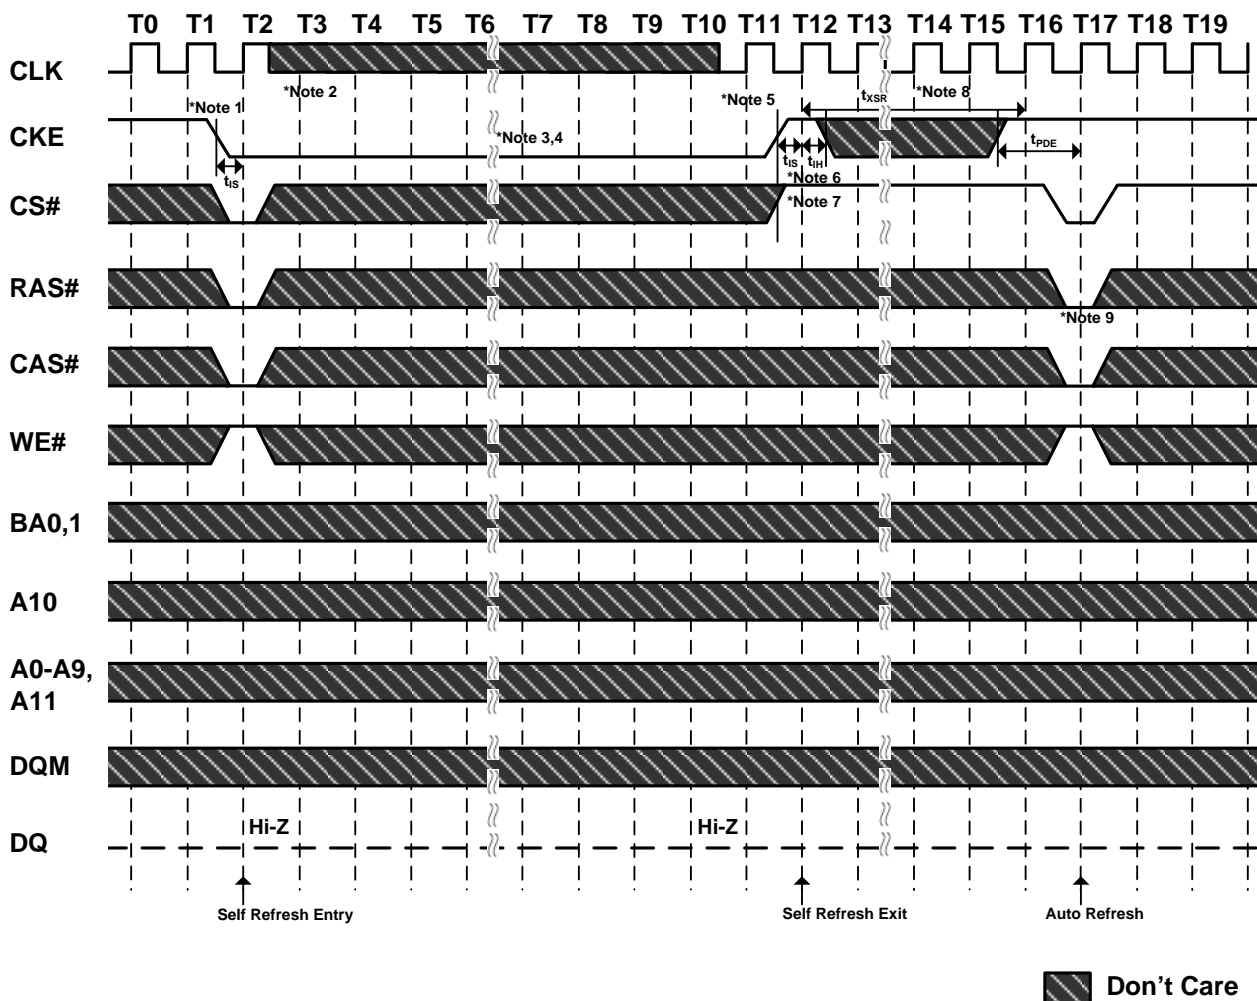 T0 T1 T2 T3 T4 T5 T6 T7 T8 T9 T10 T11 T12 T13 T14 T15 T16 T17 T18 T19
CLK
*Note 2
*Note 1
*Note 5
tXSR
*Note 8
CKE
*Note 3,4
tIS
tIS
tIH
tPDE
*Note 6
CS#
*Note 7
RAS#
*Note 9
CAS#
WE#
BA0,1
A10
A0-A9,
A11
DQM
Hi-Z
Hi-Z
DQ
Self Refresh Entry
Self Refresh Exit
Auto Refresh
Don't Care